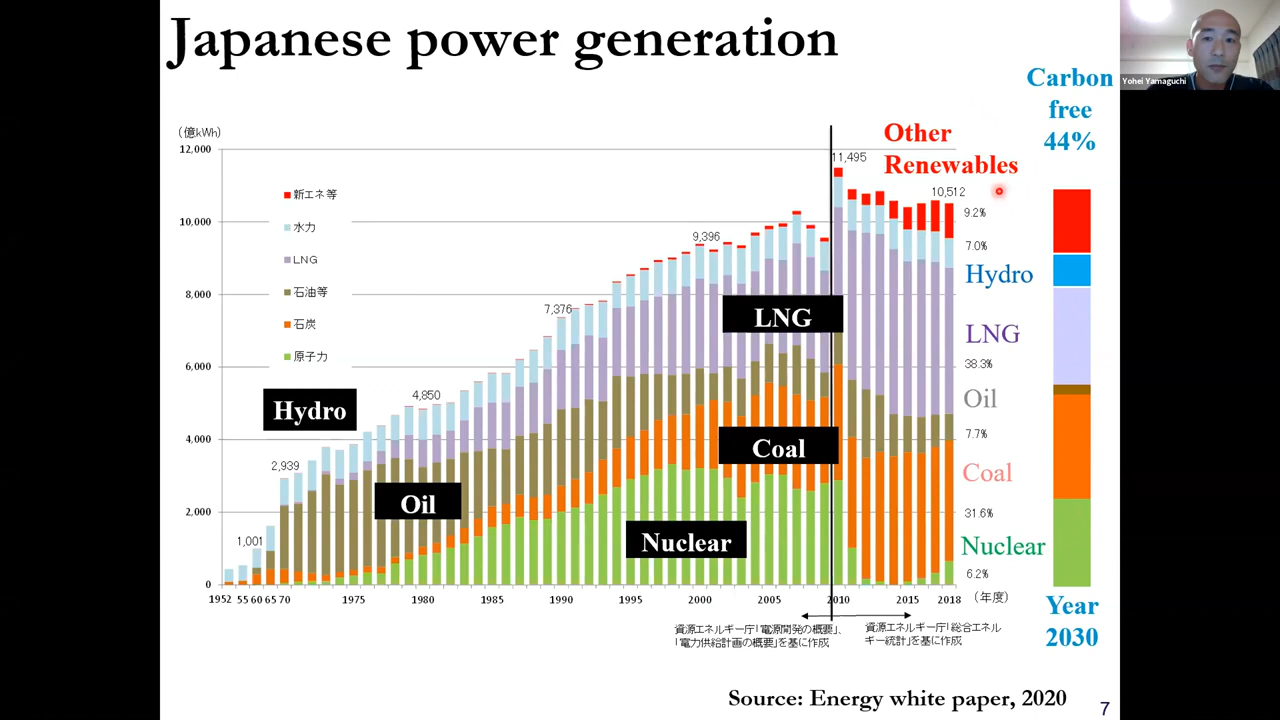 Japanese power generation
Yohei Yamaguchi
Carbon
free
44%
(億kWh)
12,000
10,000
8,000
6,000
4,000
2,000
0
新エネ等
水力
LNG
石油等
石炭
原子力
1,001
2,939
4,850
7,376
9,396
11,495
10,512
Other
Renewables
Hydro
Oil
LNG
Coal
Nuclear
9.2%
7.0%
Hydro
LNG
38.3%
Oil
7.7%
Coal
31.6%
Nuclear
6.2%
1952 55 60 65 70 1975 1980 1985 1990 1995 2000 2005 2010 2015 2018 (年度)
資源エネルギー庁「電源開発の概要」、
「電力供給計画の概要」を基に作成
資源エネルギー庁「総合エネル
ギー統計」を基に作成
Year
2030
Source: Energy white paper, 2020
7